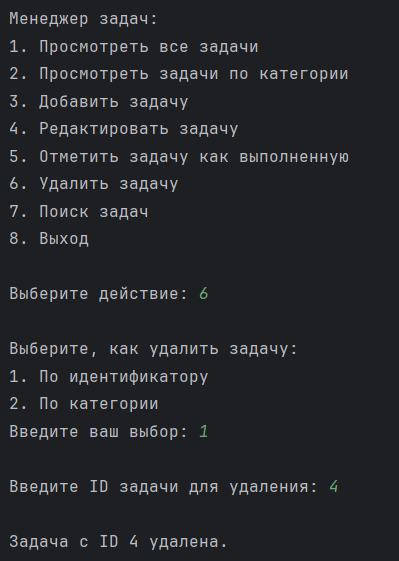 Менеджер задач:
1. Просмотреть все задачи
2. Просмотреть задачи по категории
3. Добавить задачу
4. Редактировать задачу
5. Отметить задачу как выполненную
6. Удалить задачу
7. Поиск задач
8. Выход
Выберите действие: 6
Выберите, как удалить задачу:
1. По идентификатору
2. По категории
Введите ваш выбор: 1
Введите ID задачи для удаления: 4
Задача с ID 4 удалена.